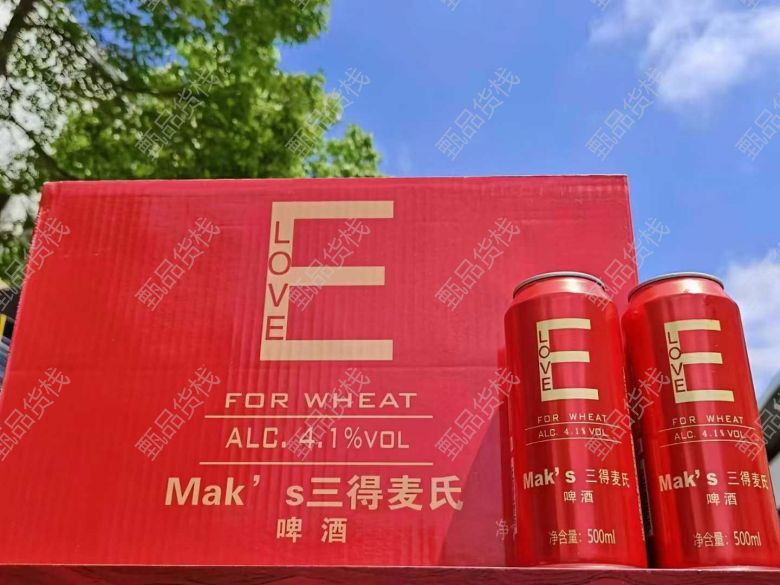 LOVE
E
FOR WHEAT
ALC. 4.1%VOL
Mak's三得麦氏
啤酒
净
LOVE
E
FOR WHEAT
ALC. 4.1%VOL
Mak's 三得麦氏
啤酒
净含量: 500ml
LOVE
E
FOR WHEAT
ALC. 4.1%VOL
Mak's 三得麦氏
啤酒
净含量: 500ml
甄品货栈